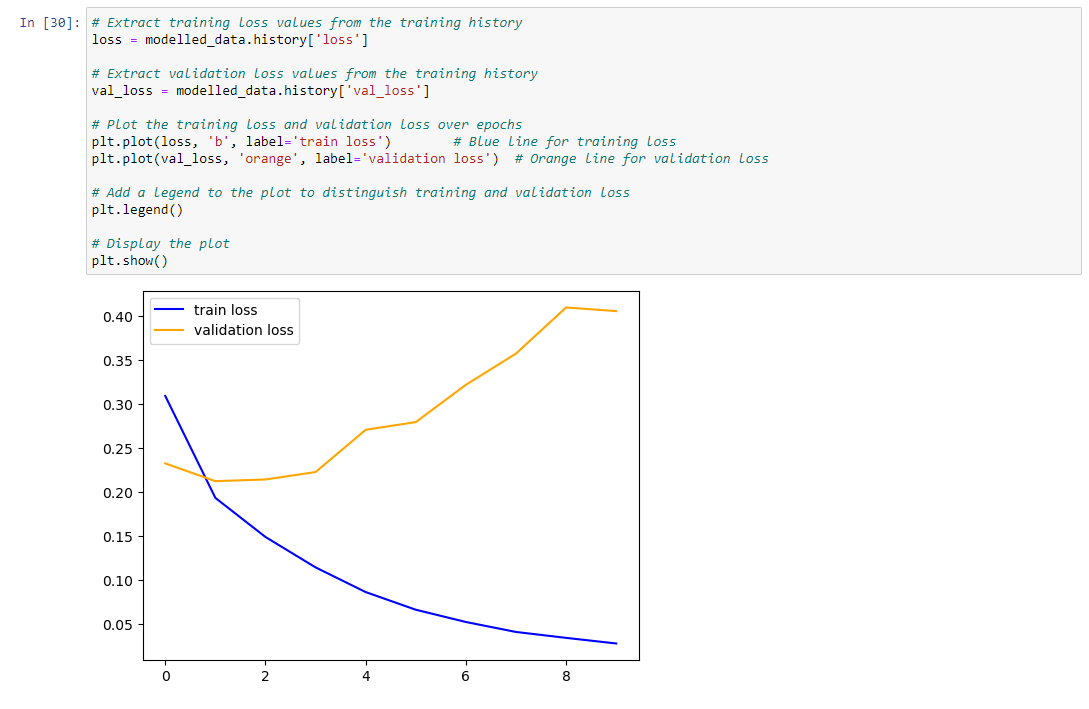 In [30]: # Extract training loss values from the training history
loss = modelled_data.history['loss']
# Extract validation loss values from the training history
val_loss = modelled_data.history['val_loss']
# Plot the training loss and validation loss over epochs
plt.plot(loss, 'b', label='train loss')        # Blue line for training loss
plt.plot(val_loss, 'orange', label='validation loss')  # Orange line for validation loss
# Add a legend to the plot to distinguish training and validation loss
plt.legend()
# Display the plot
plt.show()
train loss
validation loss
0.40
0.35
0.30
0.25
0.20
0.15
0.10
0.05
0 2 4 6 8